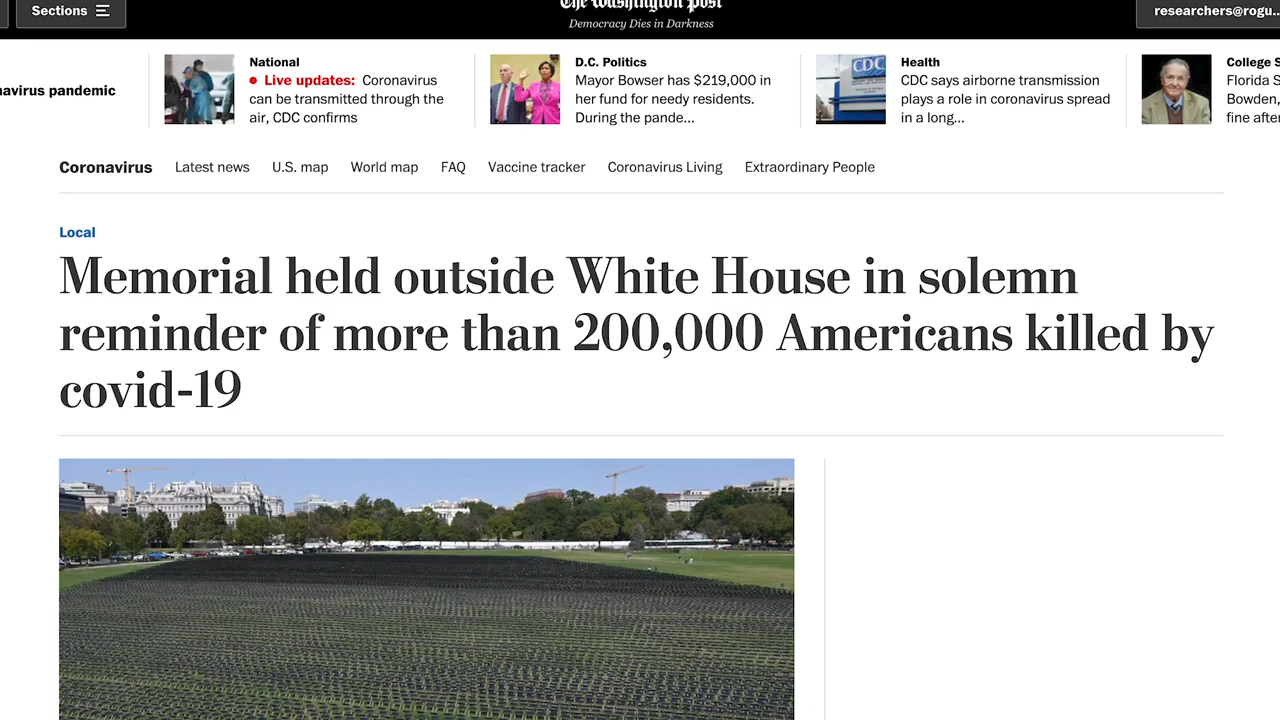 Sections
The Washington Post
researchers@rogu...
Democracy Dies in Darkness
navirus pandemic
National
Live updates: Coronavirus
can be transmitted through the
air, CDC confirms
D.C. Politics
Mayor Bowser has $219,000 in
her fund for needy residents.
During the pande...
CDC
Health
CDC says airborne transmission
plays a role in coronavirus spread
in a long...
College S
Florida S
Bowden,
fine after
Coronavirus Latest news U.S. map World map FAQ Vaccine tracker Coronavirus Living Extraordinary People
Local
Memorial held outside White House in solemn
reminder of more than 200,000 Americans killed by
covid-19